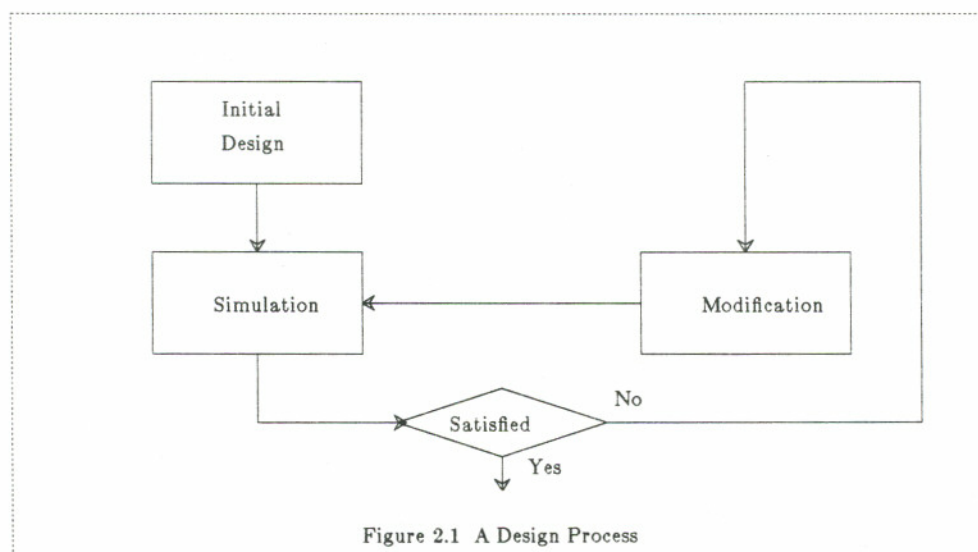 Initial
Design
Simulation
Modification
Satisfied
No
Yes
Figure 2.1 A Design Process